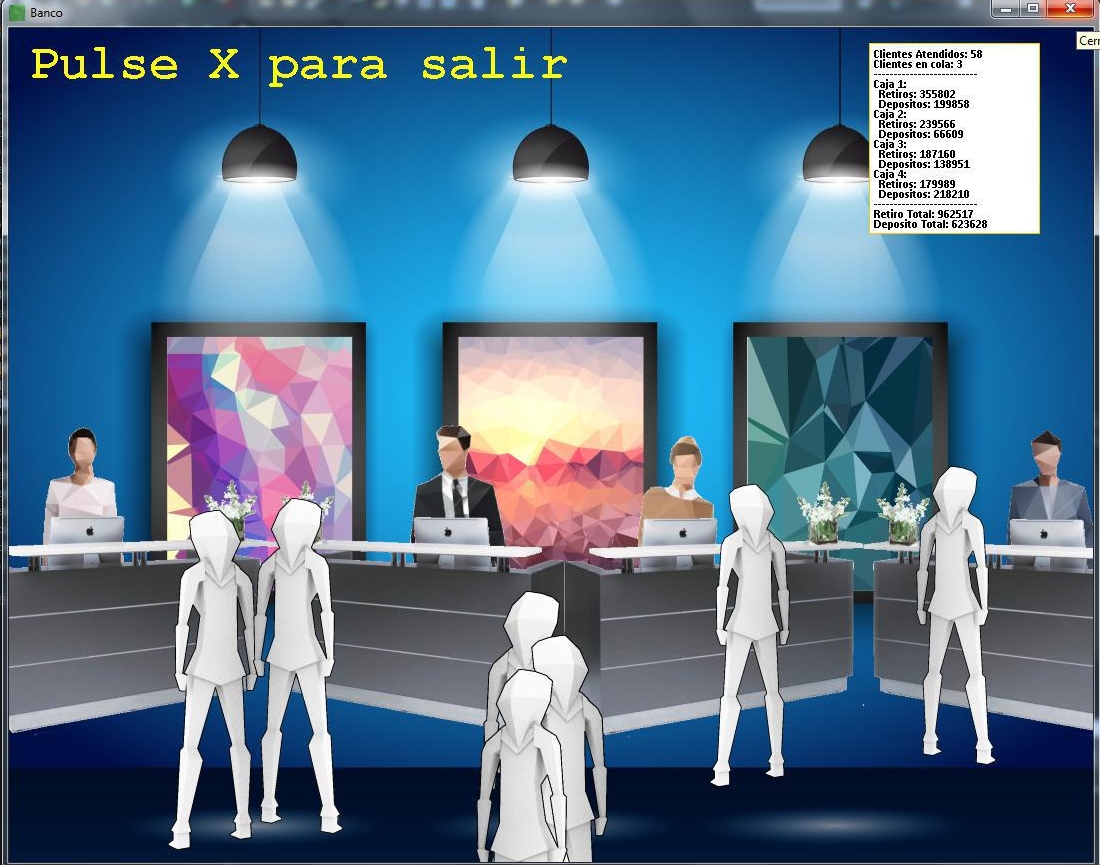 Banco
Cerr
Pulse X para salir
Clientes Atendidos: 58
Clientes en cola: 3
--------------------------
Caja 1:
Retiros: 355802
Depositos: 199858
Caja 2:
Retiros: 239566
Depositos: 66609
Caja 3:
Retiros: 187160
Depositos: 138951
Caja 4:
Retiros: 179989
Depositos: 218210
--------------------------
Retiro Total: 962517
Deposito Total: 623628